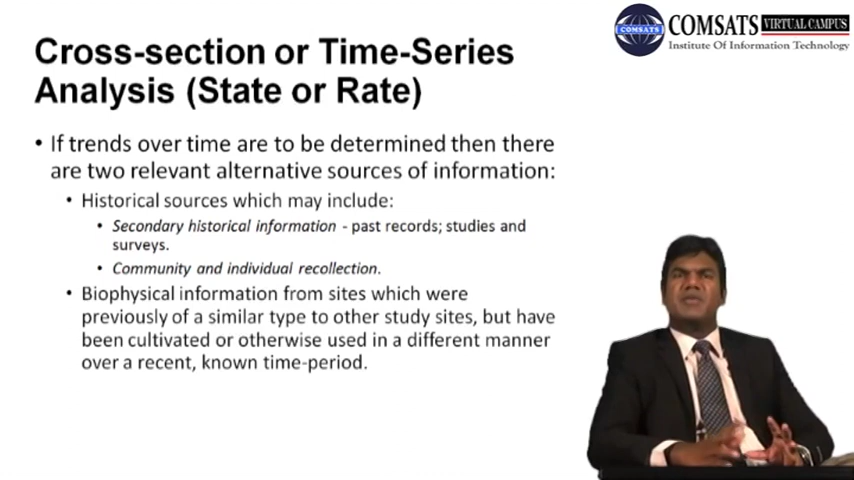 COMSATS VIRTUAL CAMPUS
COMSATS
Institute Of Information Technology
Cross-section or Time-Series
Analysis (State or Rate)
• If trends over time are to be determined then there
are two relevant alternative sources of information:
• Historical sources which may include:
• Secondary historical information - past records; studies and
surveys.
• Community and individual recollection.
• Biophysical information from sites which were
previously of a similar type to other study sites, but have
been cultivated or otherwise used in a different manner
over a recent, known time-period.